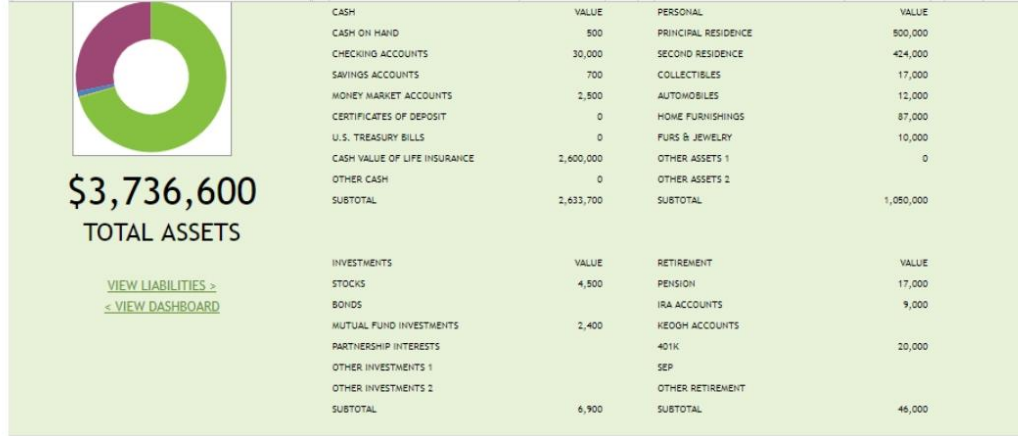 $3,736,600
TOTAL ASSETS
VIEW LIABILITIES >
< VIEW DASHBOARD
CASH VALUE
CASH ON HAND 500
CHECKING ACCOUNTS 30,000
SAVINGS ACCOUNTS 700
MONEY MARKET ACCOUNTS 2,500
CERTIFICATES OF DEPOSIT 0
U.S. TREASURY BILLS 0
CASH VALUE OF LIFE INSURANCE 2,600,000
OTHER CASH 0
SUBTOTAL 2,633,700
PERSONAL VALUE
PRINCIPAL RESIDENCE 500,000
SECOND RESIDENCE 424,000
COLLECTIBLES 17,000
AUTOMOBILES 12,000
HOME FURNISHINGS 87,000
FURS & JEWELRY 10,000
OTHER ASSETS 1 0
OTHER ASSETS 2
SUBTOTAL 1,050,000
INVESTMENTS VALUE
STOCKS 4,500
BONDS
MUTUAL FUND INVESTMENTS 2,400
PARTNERSHIP INTERESTS
OTHER INVESTMENTS 1
OTHER INVESTMENTS 2
SUBTOTAL 6,900
RETIREMENT VALUE
PENSION 17,000
IRA ACCOUNTS 9,000
KEOGH ACCOUNTS
401K 20,000
SEP
OTHER RETIREMENT
SUBTOTAL 46,000